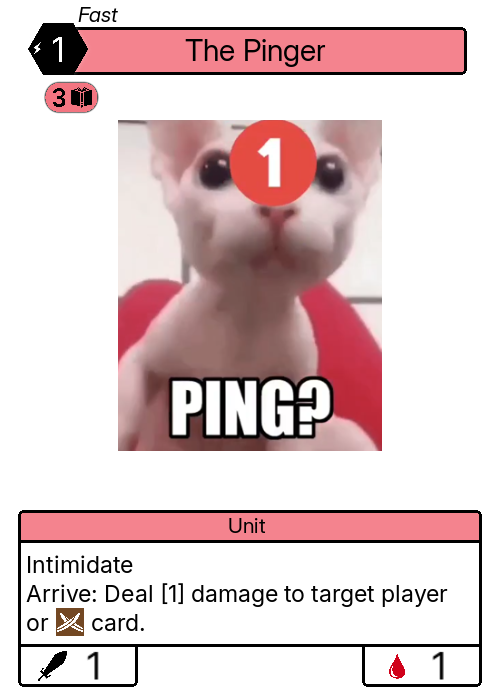 Fast
1
The Pinger
3
1
PING?
Unit
Intimidate
Arrive: Deal [1] damage to target player
or card.
1
1